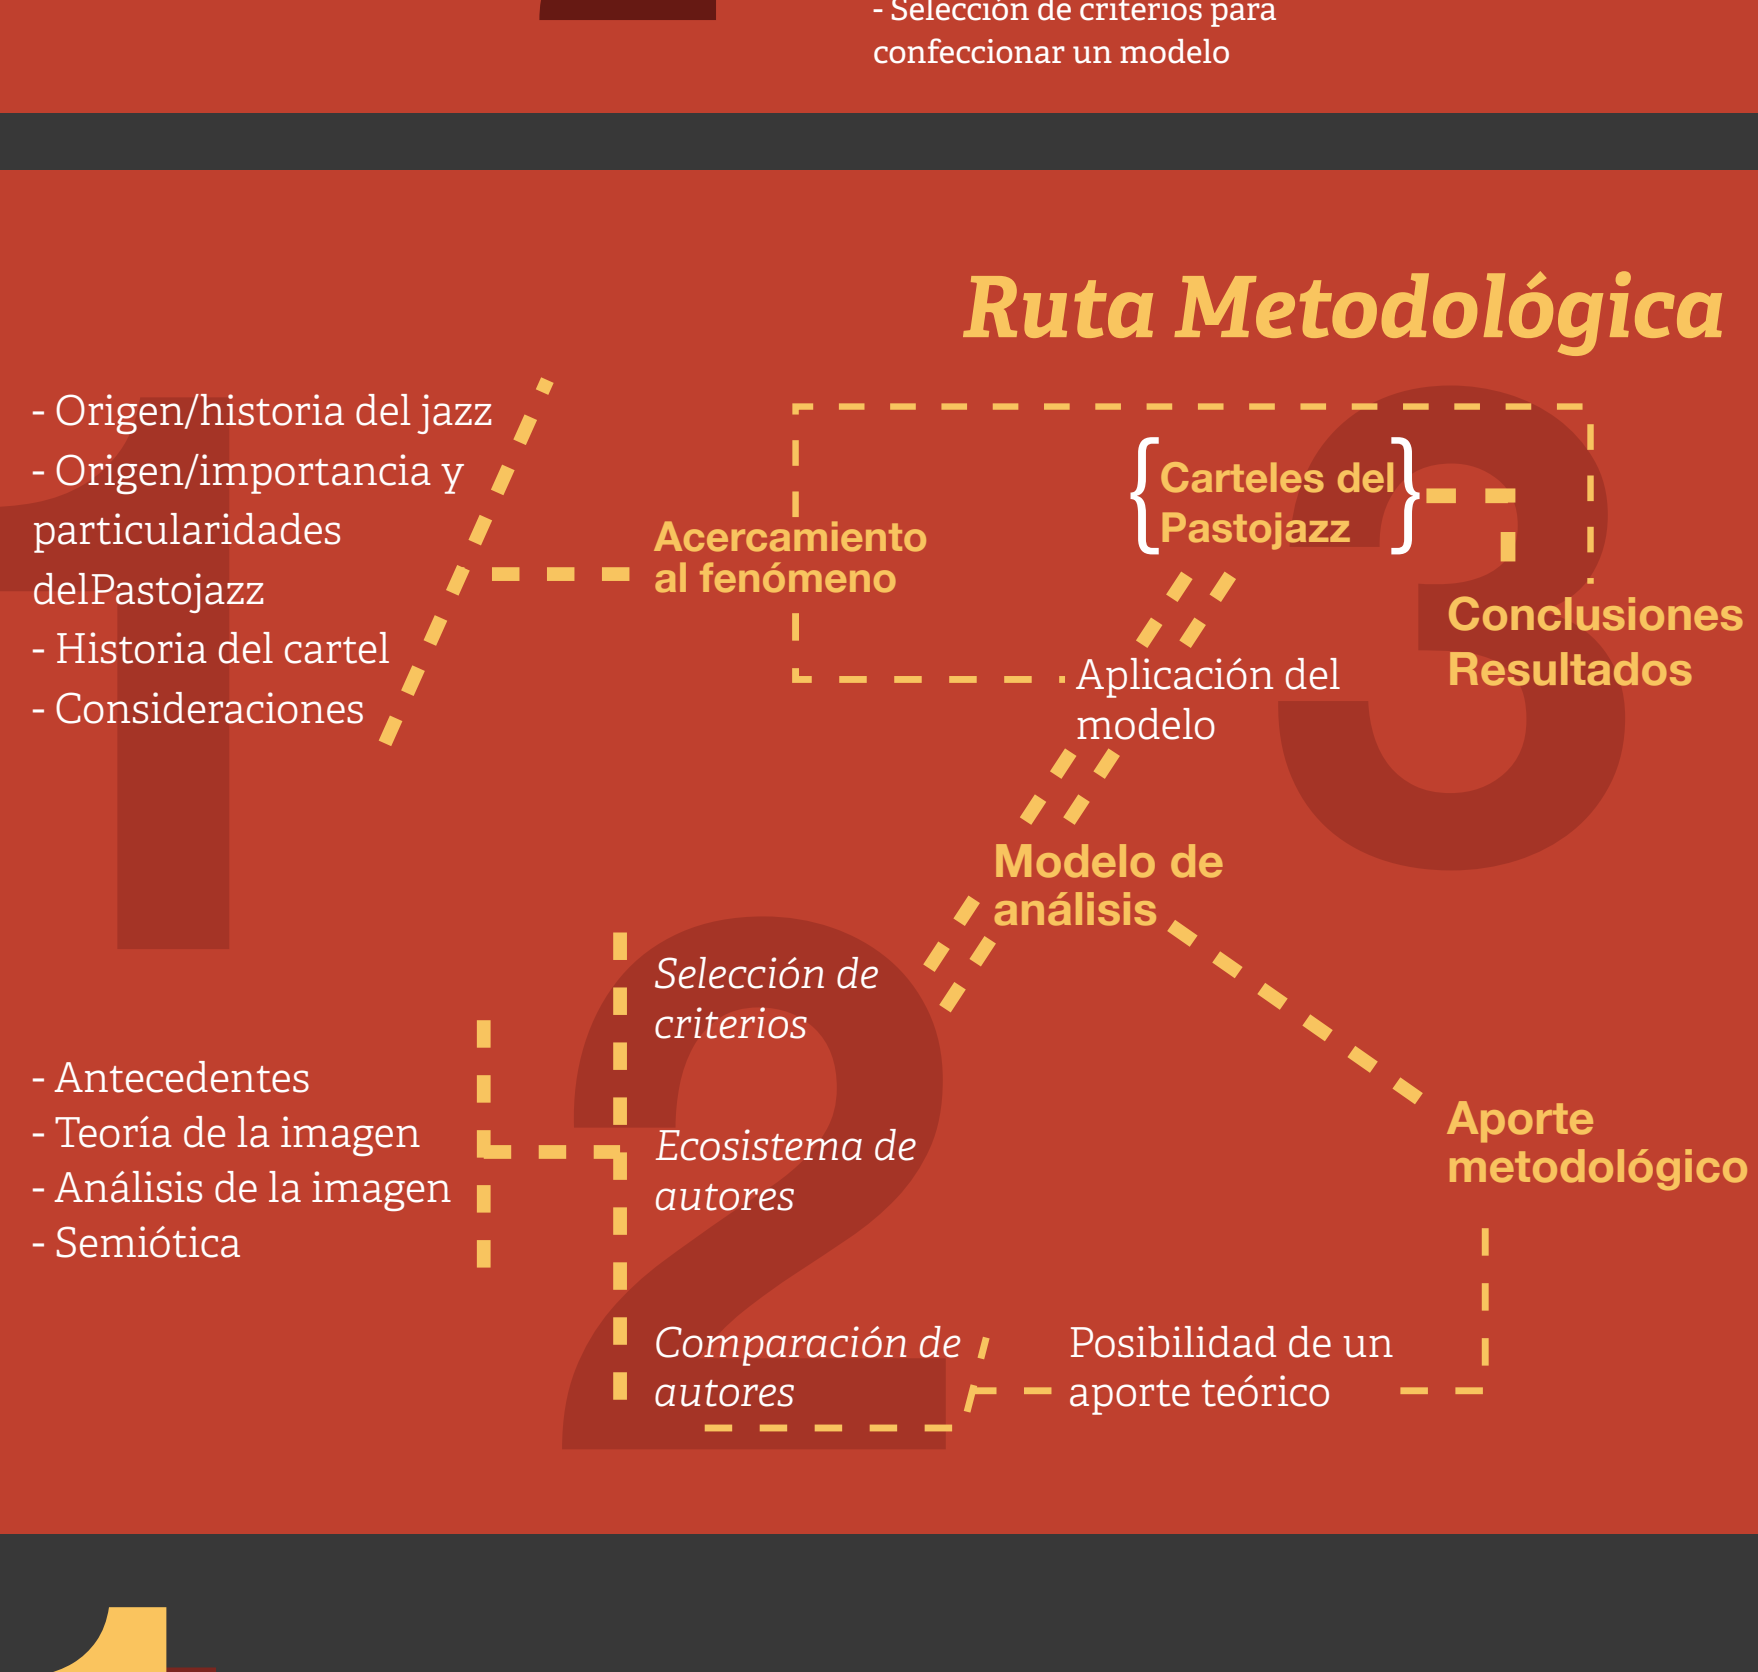 - Selección de criterios para
confeccionar un modelo
Ruta Metodológica
1
- Origen/historia del jazz
- Origen/importancia y
particularidades
delPastojazz
- Historia del cartel
- Consideraciones
Acercamiento
al fenómeno
3
{Carteles del
Pastojazz}
Conclusiones
Resultados
Aplicación del
modelo
Modelo de
análisis
2
Selección de
criterios
- Antecedentes
- Teoría de la imagen
- Análisis de la imagen
- Semiótica
Ecosistema de
autores
Aporte
metodológico
Comparación de
autores
Posibilidad de un
aporte teórico